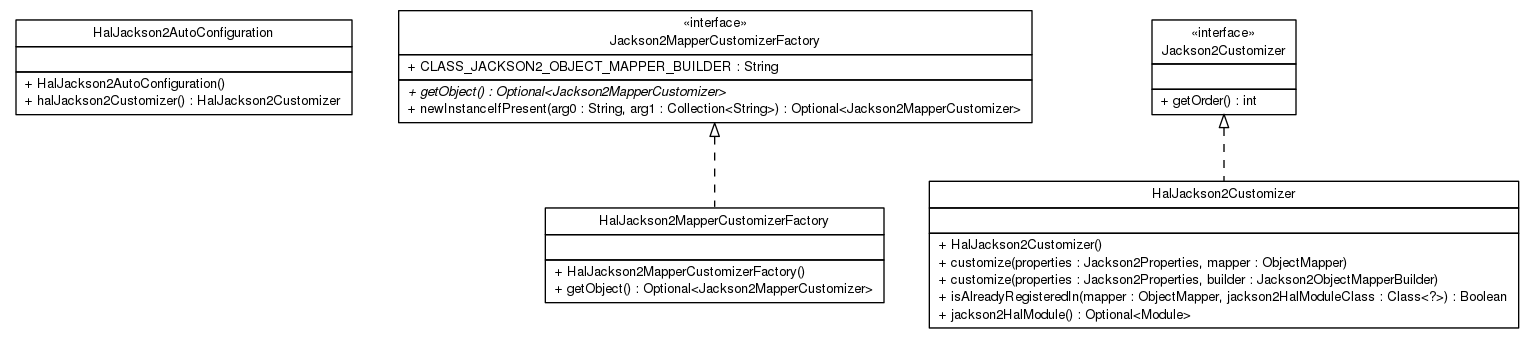 HalJackson2AutoConfiguration
+ HalJackson2AutoConfiguration()
+ halJackson2Customizer() : HalJackson2Customizer
«interface»
Jackson2MapperCustomizerFactory
+ CLASS_JACKSON2_OBJECT_MAPPER_BUILDER : String
+ getObject() : Optional<Jackson2MapperCustomizer>
+ newInstanceIfPresent(arg0 : String, arg1 : Collection<String>) : Optional<Jackson2MapperCustomizer>
«interface»
Jackson2Customizer
+ getOrder() : int
HalJackson2MapperCustomizerFactory
+ HalJackson2MapperCustomizerFactory()
+ getObject() : Optional<Jackson2MapperCustomizer>
HalJackson2Customizer
+ HalJackson2Customizer()
+ customize(properties : Jackson2Properties, mapper : ObjectMapper)
+ customize(properties : Jackson2Properties, builder : Jackson2ObjectMapperBuilder)
+ isAlreadyRegisteredIn(mapper : ObjectMapper, jackson2HalModuleClass : Class<?>) : Boolean
+ jackson2HalModule() : Optional<Module>